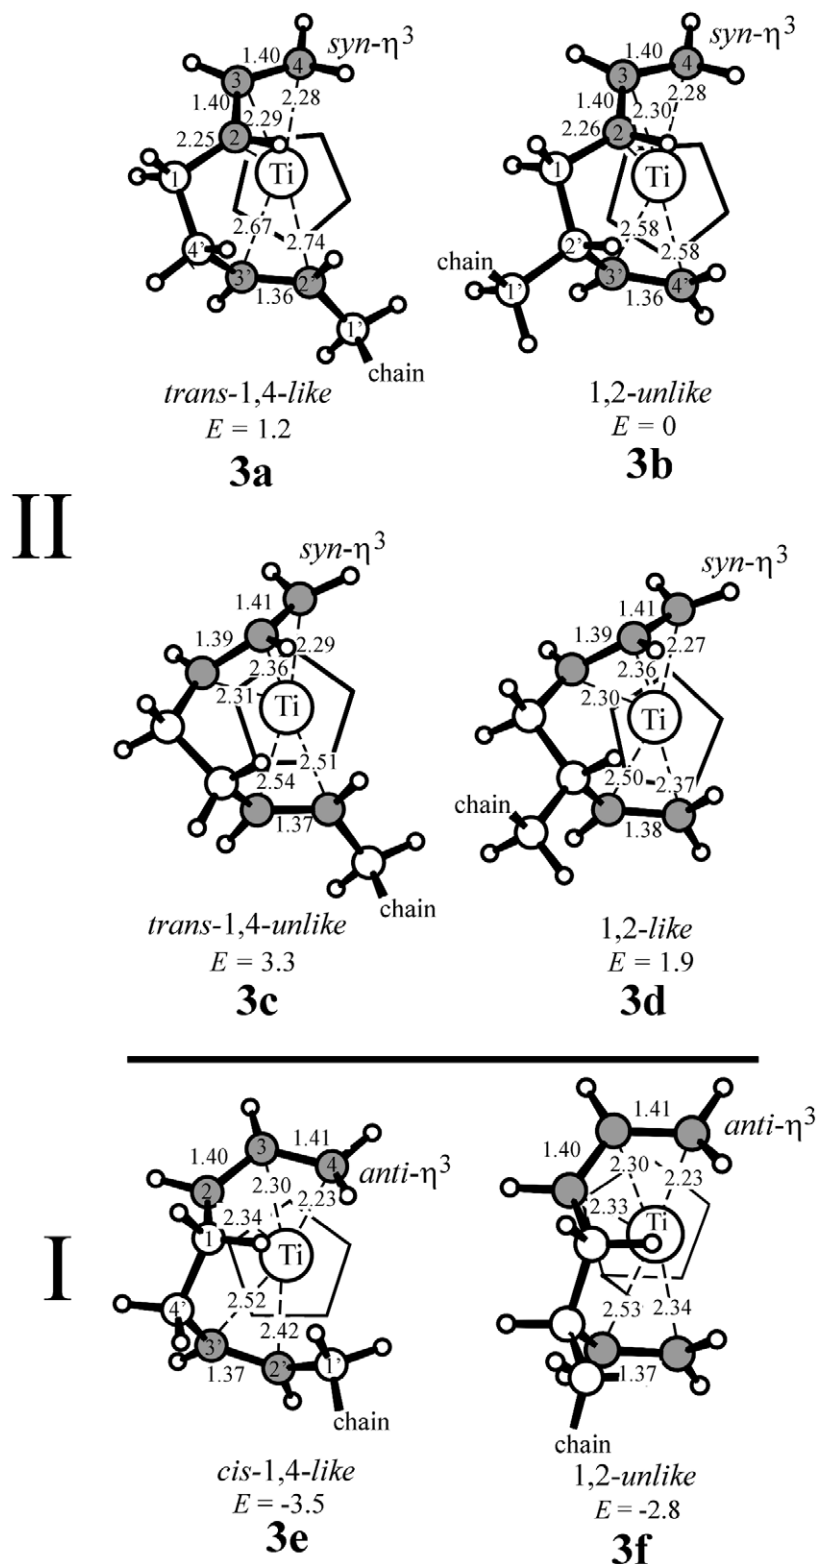 syn-η³
1.40
3
4
1.40
2.29
2.28
2.25
2
Ti
1
2.67
2.74
4'
3'
2'
1.36
1'
chain
trans-1,4-like
E = 1.2
3a
syn-η³
1.40
3
4
1.40
2.30
2.28
2.26
2
Ti
1
2.58
2.58
2'
chain
1'
3'
4'
1.36
1,2-unlike
E = 0
3b
II
syn-η³
1.41
1.39
2.29
2.36
2.31
Ti
2.51
2.54
1.37
chain
trans-1,4-unlike
E = 3.3
3c
syn-η³
1.41
1.39
2.27
2.36
2.30
Ti
2.50
2.37
chain
1.38
1,2-like
E = 1.9
3d
I
3
1.41
1.40
4
anti-η³
2
2.30
2.23
2.34
1
Ti
4'
2.52
2.42
3'
2'
1'
1.37
chain
cis-1,4-like
E = -3.5
3e
1.41
anti-η³
1.40
2.30
2.23
2.33
Ti
2.53
2.34
1.37
chain
1,2-unlike
E = -2.8
3f